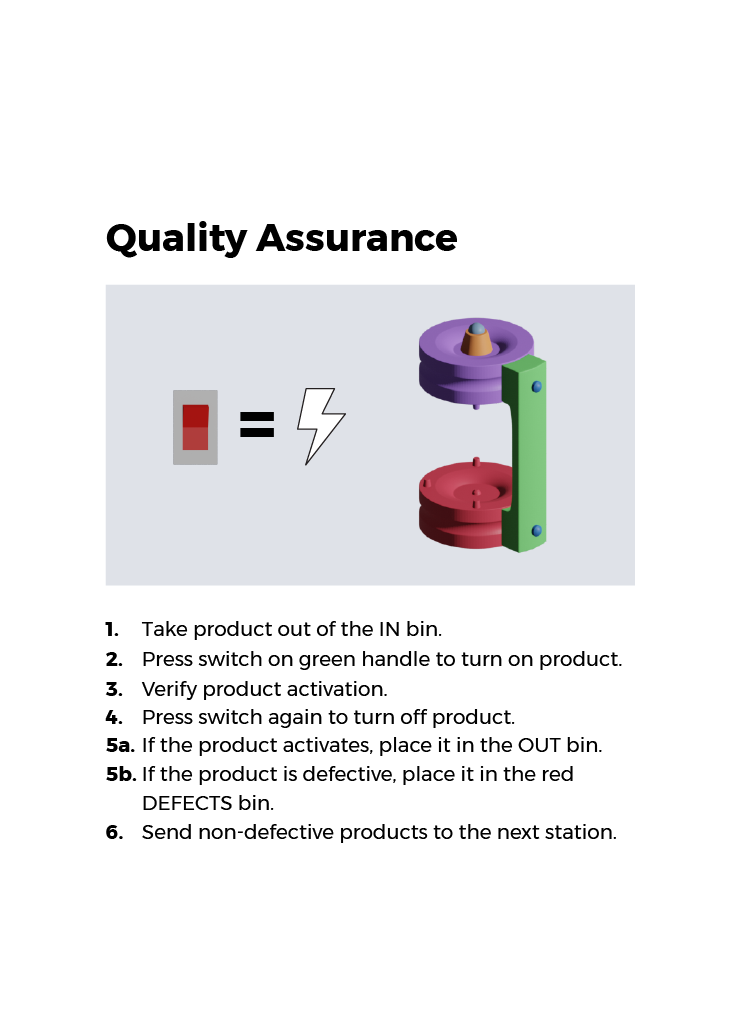 Quality Assurance
=
1. Take product out of the IN bin.
2. Press switch on green handle to turn on product.
3. Verify product activation.
4. Press switch again to turn off product.
5a. If the product activates, place it in the OUT bin.
5b. If the product is defective, place it in the red
DEFECTS bin.
6. Send non-defective products to the next station.